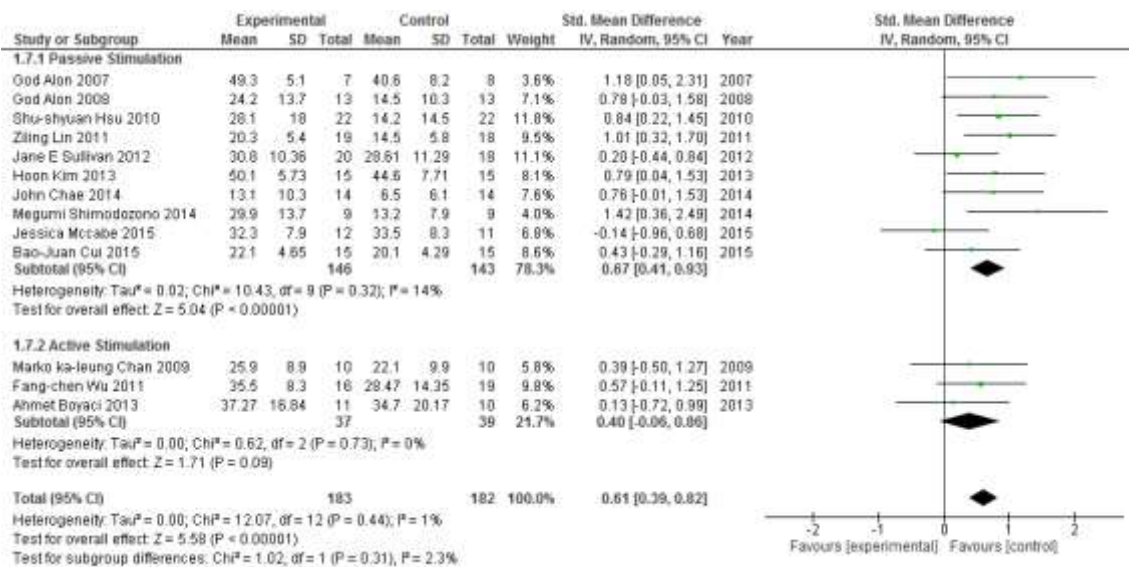 Experimental Control Std. Mean Difference Std. Mean Difference
Study or Subgroup Mean SD Total Mean SD Total Weight IV, Random, 95% CI Year IV, Random, 95% CI
1.7.1 Passive Stimulation
God Alon 2007 49.3 5.1 7 40.6 8.2 8 3.6% 1.18 [0.05, 2.31] 2007
God Alon 2008 24.2 13.7 13 14.5 10.3 13 7.1% 0.78 [-0.03, 1.58] 2008
Shu-shyuan Hsu 2010 28.1 18 22 14.2 14.5 22 11.8% 0.84 [0.22, 1.45] 2010
Ziling Lin 2011 20.3 5.4 19 14.5 5.8 18 9.5% 1.01 [0.32, 1.70] 2011
Jane E Sullivan 2012 30.8 10.36 20 28.61 11.29 18 11.1% 0.20 [-0.44, 0.84] 2012
Hoon Kim 2013 50.1 5.73 15 44.6 7.71 15 8.1% 0.79 [0.04, 1.53] 2013
John Chae 2014 13.1 10.3 14 6.5 6.1 14 7.7% 0.76 [-0.01, 1.53] 2014
Megumi Shimodozono 2014 29.9 13.7 9 13.2 7.9 9 4.0% 1.42 [0.36, 2.49] 2014
Jessica Mccabe 2015 32.3 7.9 12 33.5 8.3 11 6.8% -0.14 [-0.96, 0.68] 2015
Bao-Juan Cui 2015 22.1 4.65 15 20.1 4.29 15 8.6% 0.43 [-0.29, 1.16] 2015
Subtotal (95% CI) 146 143 78.3% 0.67 [0.41, 0.93]
Heterogeneity: Tau² = 0.02; Chi² = 10.43, df = 9 (P = 0.32); I² = 14%
Test for overall effect: Z = 5.04 (P < 0.00001)
1.7.2 Active Stimulation
Marko ka-leung Chan 2009 25.9 8.9 10 22.1 9.9 10 5.8% 0.39 [-0.50, 1.27] 2009
Fang-chen Wu 2011 35.5 8.3 16 28.47 14.35 19 9.8% 0.57 [-0.11, 1.25] 2011
Ahmet Boyaci 2013 37.27 16.84 11 34.7 20.17 10 6.2% 0.13 [-0.72, 0.99] 2013
Subtotal (95% CI) 37 39 21.7% 0.40 [-0.06, 0.86]
Heterogeneity: Tau² = 0.00; Chi² = 0.62, df = 2 (P = 0.73); I² = 0%
Test for overall effect: Z = 1.71 (P = 0.09)
Total (95% CI) 183 182 100.0% 0.61 [0.39, 0.82]
Heterogeneity: Tau² = 0.00; Chi² = 12.07, df = 12 (P = 0.44); I² = 1%
Test for overall effect: Z = 5.58 (P < 0.00001)
Test for subgroup differences: Chi² = 1.02, df = 1 (P = 0.31), I² = 2.3%
-2 -1 0 1 2
Favours [experimental] Favours [control]